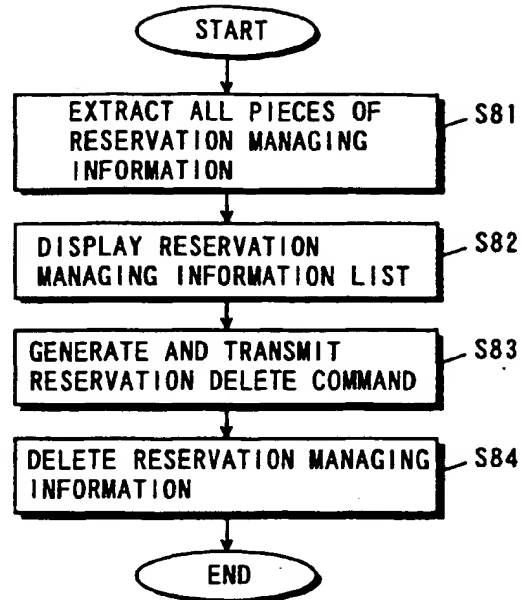 START
EXTRACT ALL PIECES OF
RESERVATION MANAGING
INFORMATION
S81
DISPLAY RESERVATION
MANAGING INFORMATION LIST
S82
GENERATE AND TRANSMIT
RESERVATION DELETE COMMAND
S83
DELETE RESERVATION MANAGING
INFORMATION
S84
END